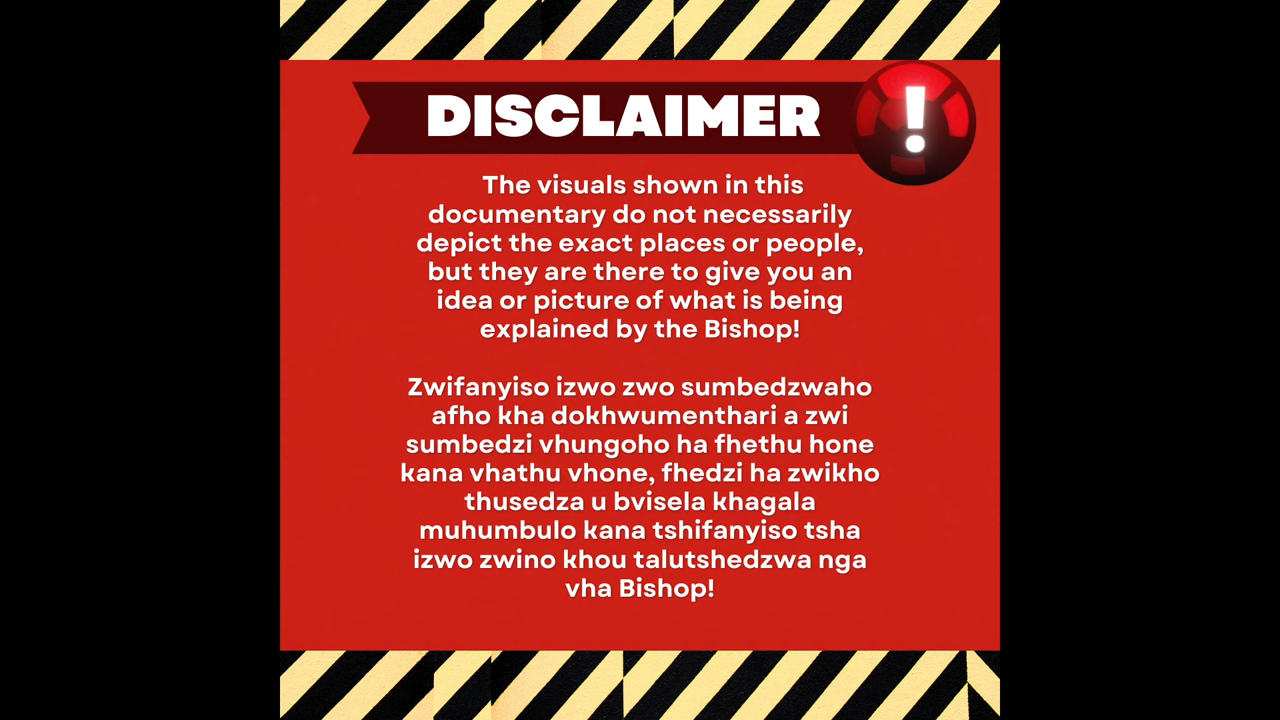 DISCLAIMER
The visuals shown in this
documentary do not necessarily
depict the exact places or people,
but they are there to give you an
idea or picture of what is being
explained by the Bishop!
Zwifanyiso izwo zwo sumbedzwaho
afho kha dokhwumenthari a zwi
sumbedzi vhungoho ha fhethu hone
kana vhathu vhone, fhedzi ha zwikho
thusedza u bvisela khagala
muhumbulo kana tshifanyiso tsha
izwo zwino khou talutshedzwa nga
vha Bishop!